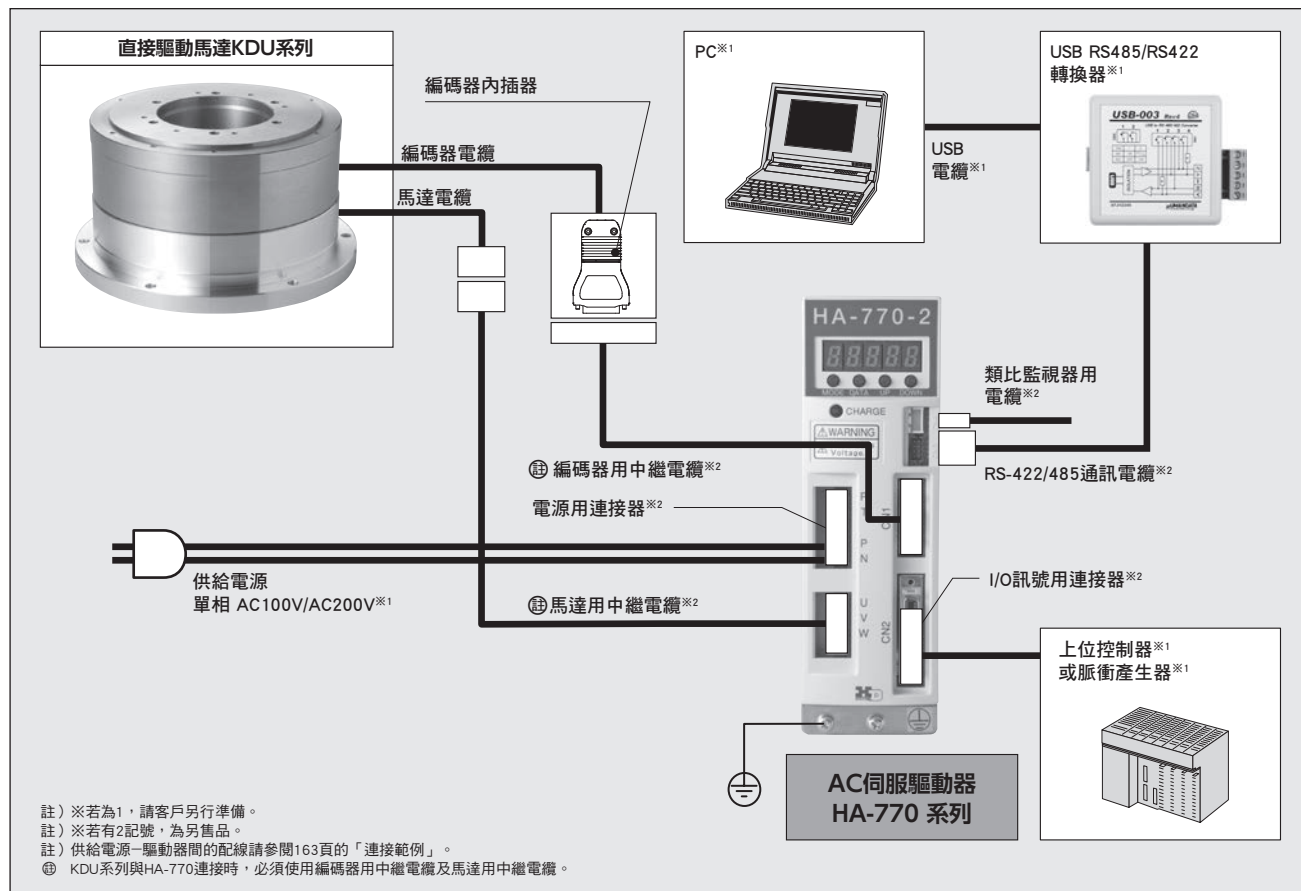 直接驅動馬達KDU系列
編碼器內插器
編碼器電纜
馬達電纜
PC※1
USB
電纜※1
USB RS485/RS422
轉換器※1
USB-003
HA-770-2
88888
MODE DATA UP DOWN
CHARGE
WARNING
Voltage
類比監視器用
電纜※2
RS-422/485通訊電纜※2
註 編碼器用中繼電纜※2
電源用連接器※2
CN1
P
N
供給電源
單相 AC100V/AC200V※1
註 馬達用中繼電纜※2
U
V
W
CN2
I/O訊號用連接器※2
上位控制器※1
或脈衝產生器※1
AC伺服驅動器
HA-770 系列
註）※若為1，請客戶另行準備。
註）※若有2記號，為另售品。
註）供給電源－驅動器間的配線請參閱163頁的「連接範例」。
註 KDU系列與HA-770連接時，必須使用編碼器用中繼電纜及馬達用中繼電纜。